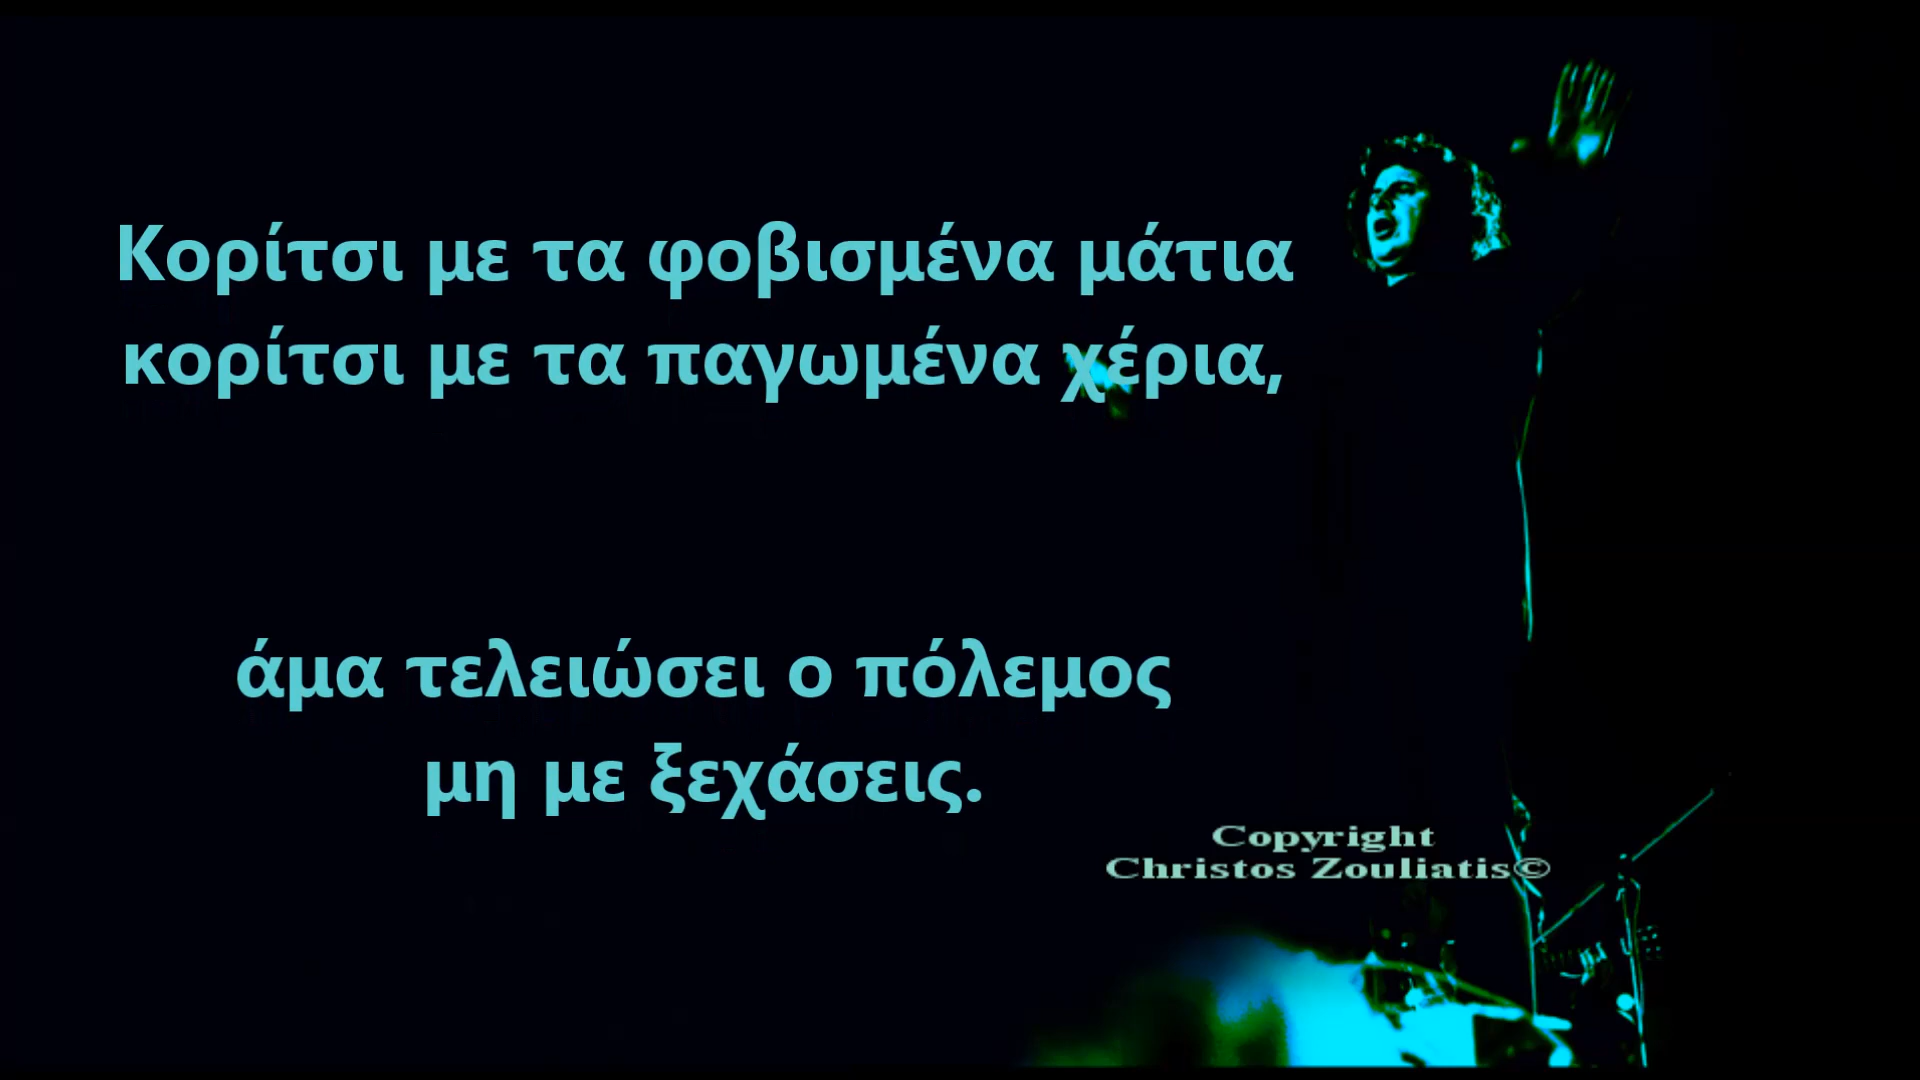 Κορίτσι με τα φοβισμένα μάτια
κορίτσι με τα παγωμένα χέρια,
άμα τελειώσει ο πόλεμος
μη με ξεχάσεις.
Copyright
Christos Zouliatis©